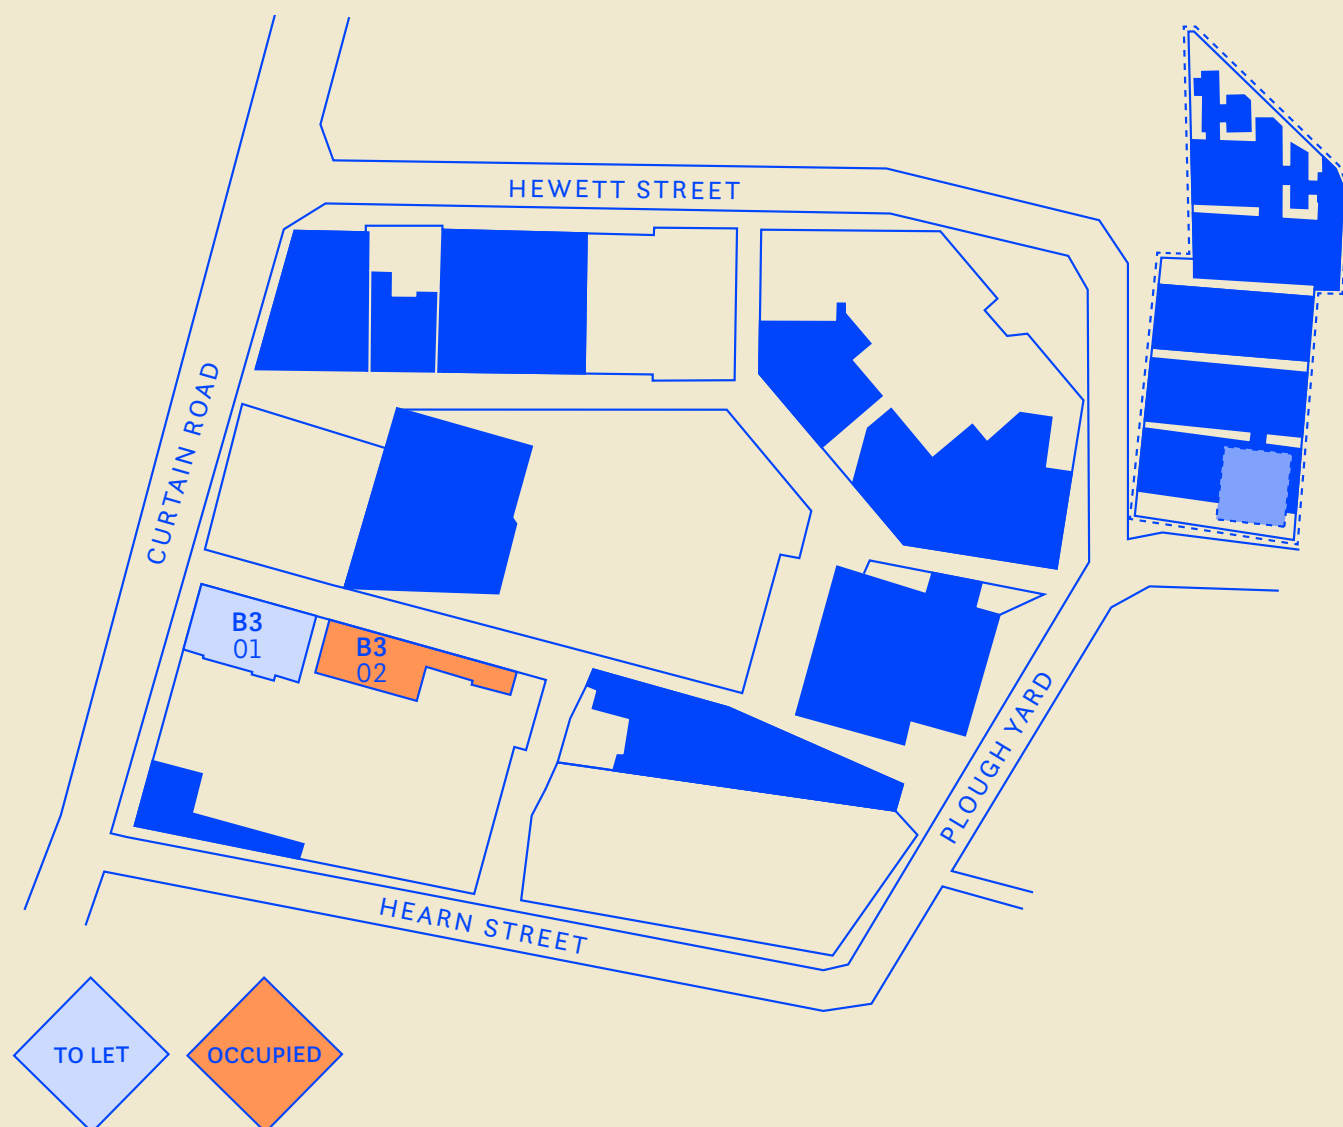 HEWETT STREET
CURTAIN ROAD
B3
01
B3
02
PLOUGH YARD
HEARN STREET
TO LET
OCCUPIED